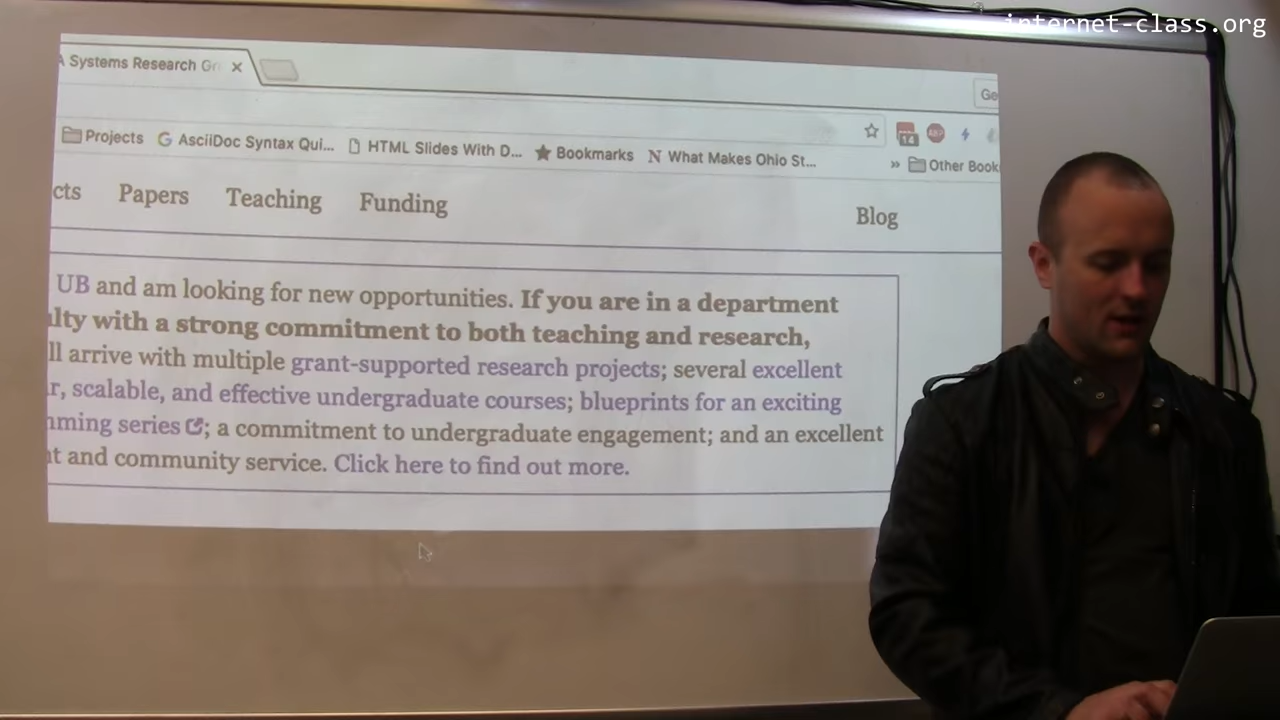 internet-class.org
A Systems Research Gr
Ge
14
ABP
Projects
AsciiDoc Syntax Qui...
HTML Slides With D...
Bookmarks
N What Makes Ohio St...
» Other Book
cts Papers Teaching Funding Blog
UB and am looking for new opportunities. If you are in a department
lty with a strong commitment to both teaching and research,
ll arrive with multiple grant-supported research projects; several excellent
r, scalable, and effective undergraduate courses; blueprints for an exciting
mming series; a commitment to undergraduate engagement; and an excellent
t and community service. Click here to find out more.